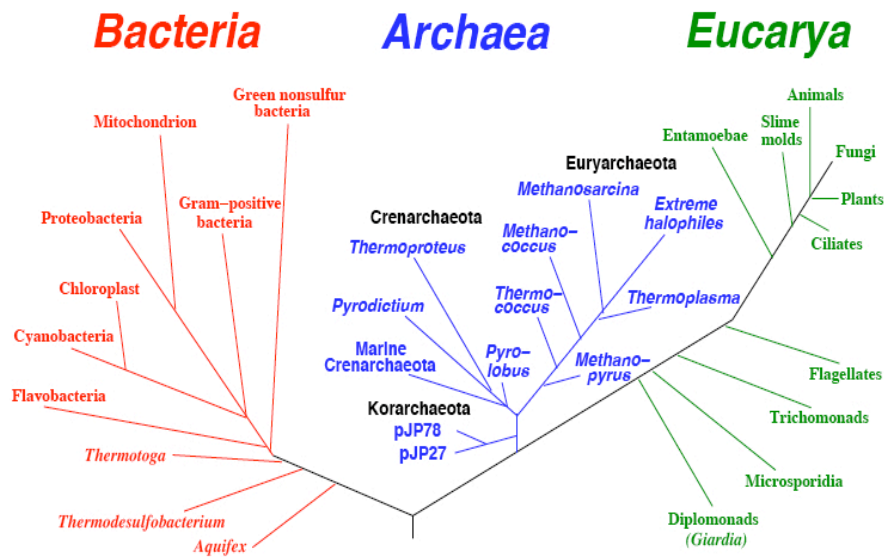 Bacteria
Archaea
Eucarya
Green nonsulfur
bacteria
Mitochondrion
Gram-positive
bacteria
Proteobacteria
Chloroplast
Cyanobacteria
Flavobacteria
Thermotoga
Thermodesulfobacterium
Aquifex
Crenarchaeota
Thermoproteus
Pyrodictium
Marine
Crenarchaeota
Pyro-
lobus
Korarchaeota
pJP78
pJP27
Euryarchaeota
Methanosarcina
Methano-
coccus
Thermo-
coccus
Extreme
halophiles
Thermoplasma
Methano-
pyrus
Entamoebae
Slime
molds
Animals
Fungi
Plants
Ciliates
Flagellates
Trichomonads
Microsporidia
Diplomonads
(Giardia)